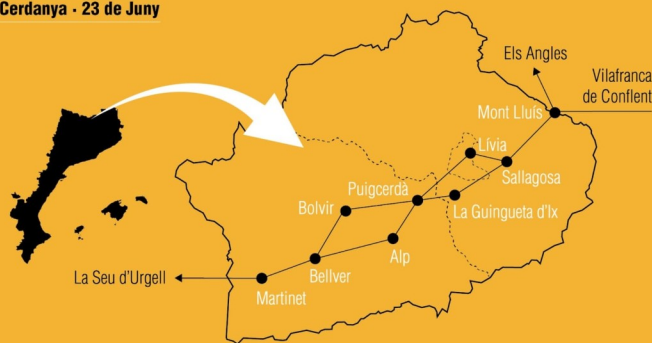 Cerdanya · 23 de Juny
Els Angles
Vilafranca
de Conflent
Mont Lluís
Lívia
Sallagosa
Puigcerdà
La Guingueta d'Ix
Bolvir
Alp
La Seu d'Urgell
Bellver
Martinet